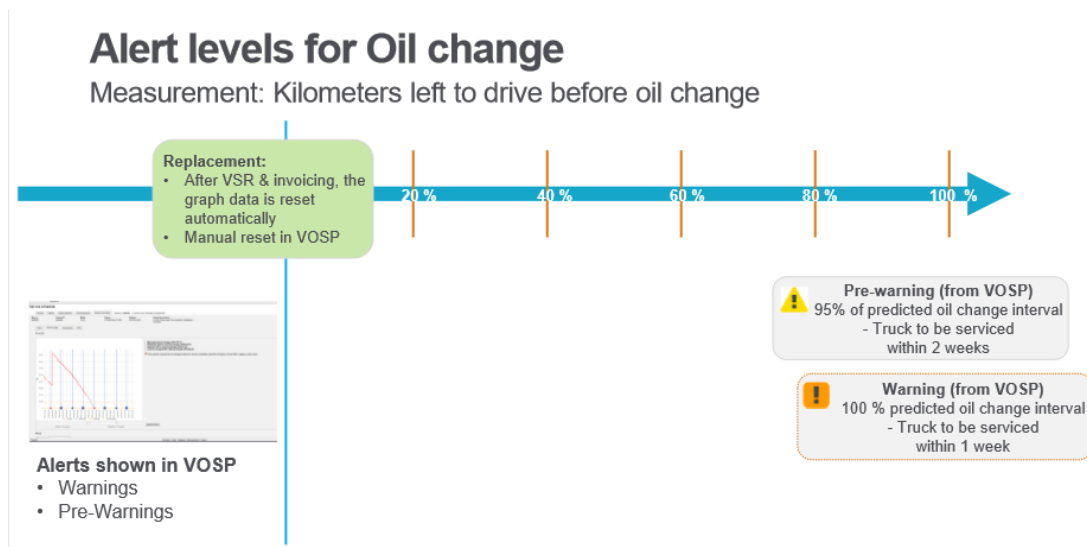 Alert levels for Oil change
Measurement: Kilometers left to drive before oil change
Replacement:
• After VSR & invoicing, the
graph data is reset
automatically
• Manual reset in VOSP
20 %
40 %
60 %
80 %
100 %
Pre-warning (from VOSP)
95% of predicted oil change interval
- Truck to be serviced
within 2 weeks
Warning (from VOSP)
100 % predicted oil change interval
- Truck to be serviced
within 1 week
Alerts shown in VOSP
• Warnings
• Pre-Warnings